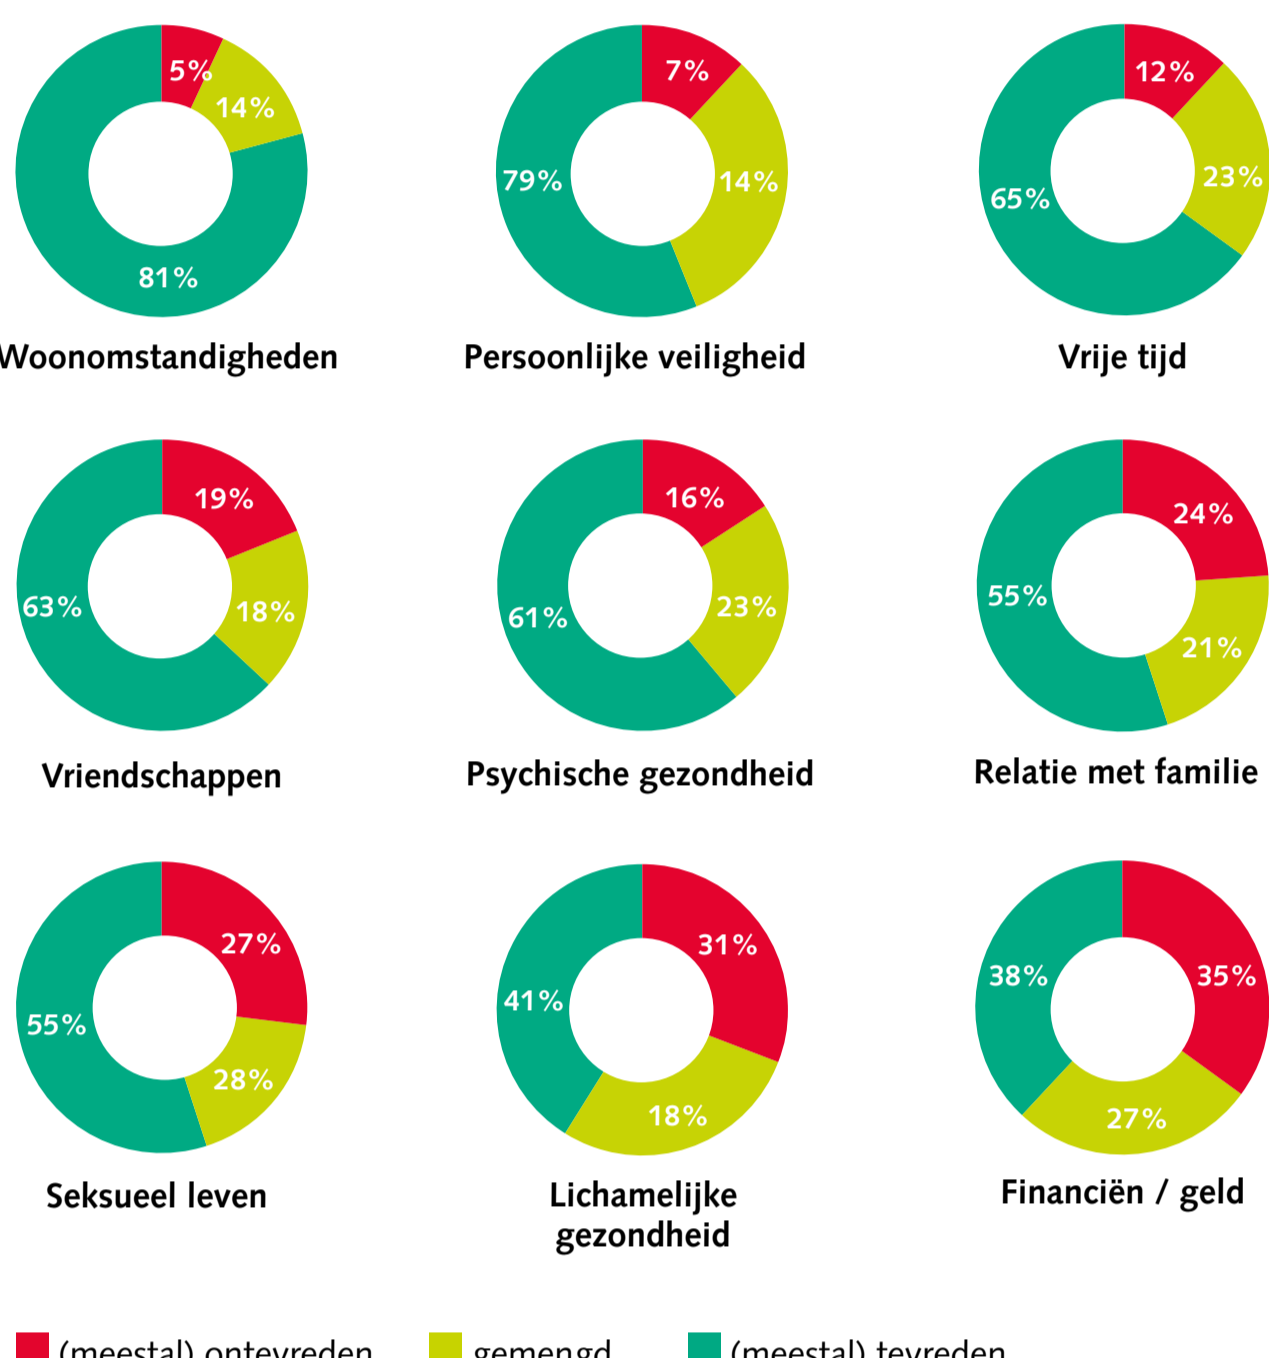 5%
14%
81%
Woonomstandigheden
7%
14%
79%
Persoonlijke veiligheid
12%
23%
65%
Vrije tijd
19%
18%
63%
Vriendschappen
16%
23%
61%
Psychische gezondheid
24%
21%
55%
Relatie met familie
27%
28%
55%
Seksueel leven
31%
18%
41%
Lichamelijke
gezondheid
35%
27%
38%
Financiën / geld
(meestal) ontevreden
gemengd
(meestal) tevreden